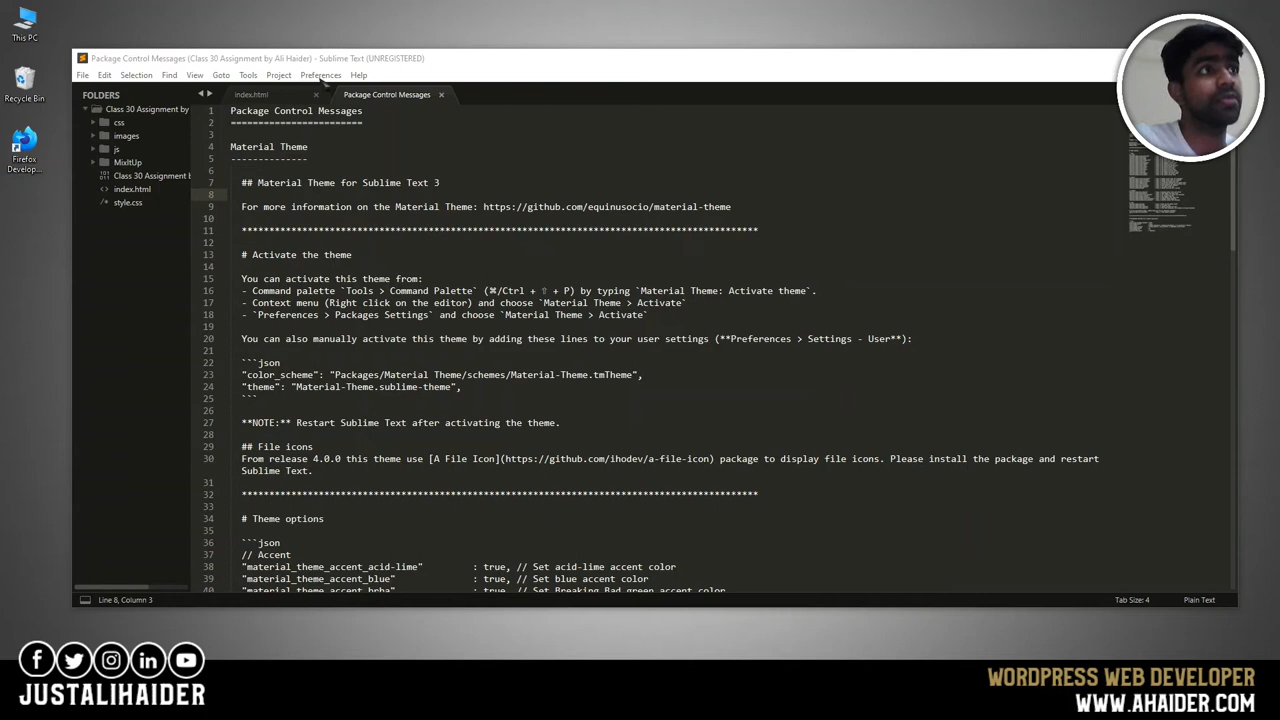 This PC
Recycle Bin
Firefox
Develop...
Package Control Messages (Class 30 Assignment by Ali Haider) - Sublime Text (UNREGISTERED)
File Edit Selection Find View Goto Tools Project Preferences Help
FOLDERS
Class 30 Assignment by
css
images
js
MixItUp
Class 30 Assignment b
index.html
style.css
index.html
Package Control Messages
1 Package Control Messages
2 ========================
3
4 Material Theme
5 --------------
6
7 ## Material Theme for Sublime Text 3
8
9 For more information on the Material Theme: https://github.com/equinusocio/material-theme
10
11 **********************************************************************************************
12
13 # Activate the theme
14
15 You can activate this theme from:
16 - Command palette `Tools > Command Palette` (⌘/Ctrl + ⇧ + P) by typing `Material Theme: Activate theme`.
17 - Context menu (Right click on the editor) and choose `Material Theme > Activate`
18 - `Preferences > Packages Settings` and choose `Material Theme > Activate`
19
20 You can also manually activate this theme by adding these lines to your user settings (**Preferences > Settings - User**):
21
22 ```json
23 "color_scheme": "Packages/Material Theme/schemes/Material-Theme.tmTheme",
24 "theme": "Material-Theme.sublime-theme",
25 ```
26
27 **NOTE:** Restart Sublime Text after activating the theme.
28
29 ## File icons
30 From release 4.0.0 this theme use [A File Icon](https://github.com/ihodev/a-file-icon) package to display file icons. Please install the package and restart
Sublime Text.
31
32 **********************************************************************************************
33
34 # Theme options
35
36 ```json
37 // Accent
38 "material_theme_accent_acid-lime" : true, // Set acid-lime accent color
39 "material_theme_accent_blue" : true, // Set blue accent color
40 "material_theme_accent_brba" : true, // Set Breaking Bad green accent color
Line 8, Column 3
Tab Size: 4
Plain Text
JUSTALIHAIDER
WORDPRESS WEB DEVELOPER
WWW.AHAIDER.COM